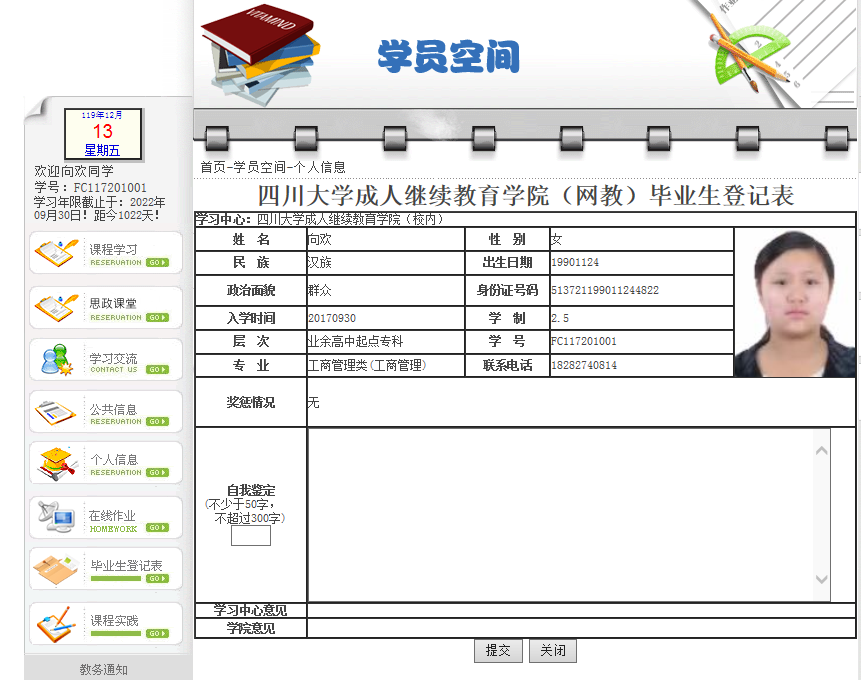 VITAMIND
学员空间
119年12月
13
星期五
欢迎向欢同学
学号：FC117201001
学习年限截止于：2022年
09月30日！距今1022天！
课程学习
RESERVATION GO
思政课堂
RESERVATION GO
学习交流
CONTACT US GO
公共信息
RESERVATION GO
个人信息
RESERVATION GO
在线作业
HOMEWORK GO
毕业生登记表
GO
课程实践
GO
教务通知
首页-学员空间-个人信息
四川大学成人继续教育学院（网教）毕业生登记表
学习中心：四川大学成人继续教育学院（校内）
姓 名 向欢 性 别 女
民 族 汉族 出生日期 19901124
政治面貌 群众 身份证号码 513721199011244822
入学时间 20170930 学 制 2.5
层 次 业余高中起点专科 学 号 FC117201001
专 业 工商管理类(工商管理) 联系电话 18282740814
奖惩情况 无
自我鉴定
(不少于50字，
不超过300字)
学习中心意见
学院意见
提交 关闭